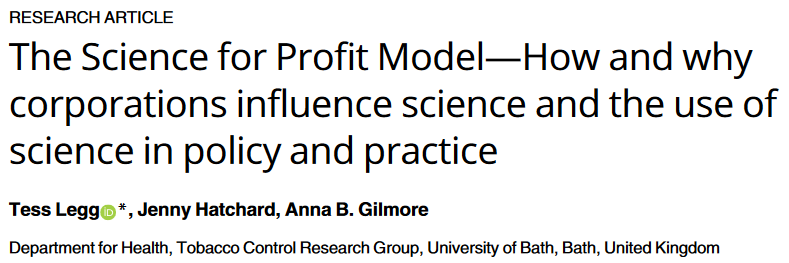 RESEARCH ARTICLE
The Science for Profit Model—How and why
corporations influence science and the use of
science in policy and practice
Tess Legg iD *, Jenny Hatchard, Anna B. Gilmore
Department for Health, Tobacco Control Research Group, University of Bath, Bath, United Kingdom